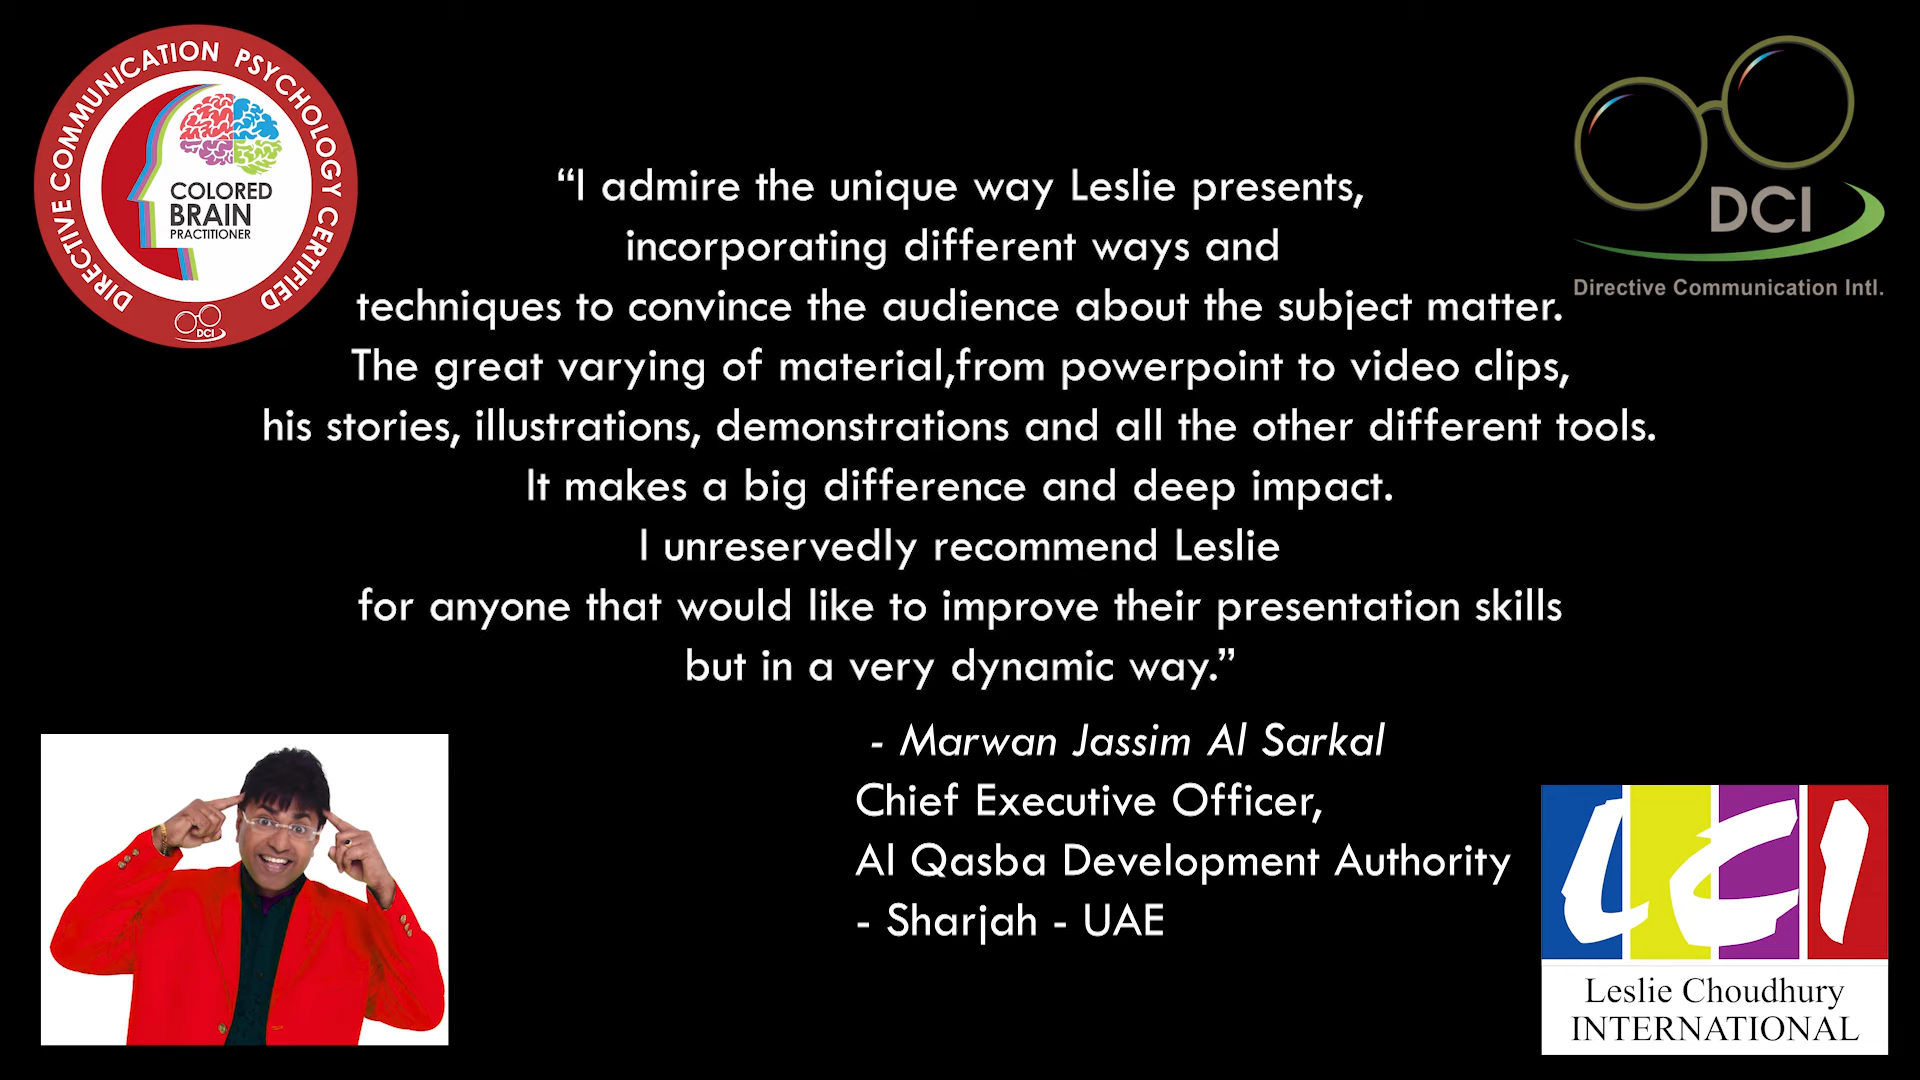 DIRECTIVE COMMUNICATION PSYCHOLOGY CERTIFIED
COLORED
BRAIN
PRACTITIONER
DCI
DCI
Directive Communication Intl.
“I admire the unique way Leslie presents,
incorporating different ways and
techniques to convince the audience about the subject matter.
The great varying of material,from powerpoint to video clips,
his stories, illustrations, demonstrations and all the other different tools.
It makes a big difference and deep impact.
I unreservedly recommend Leslie
for anyone that would like to improve their presentation skills
but in a very dynamic way.”
- Marwan Jassim Al Sarkal
Chief Executive Officer,
Al Qasba Development Authority
- Sharjah - UAE
LCI
Leslie Choudhury
INTERNATIONAL